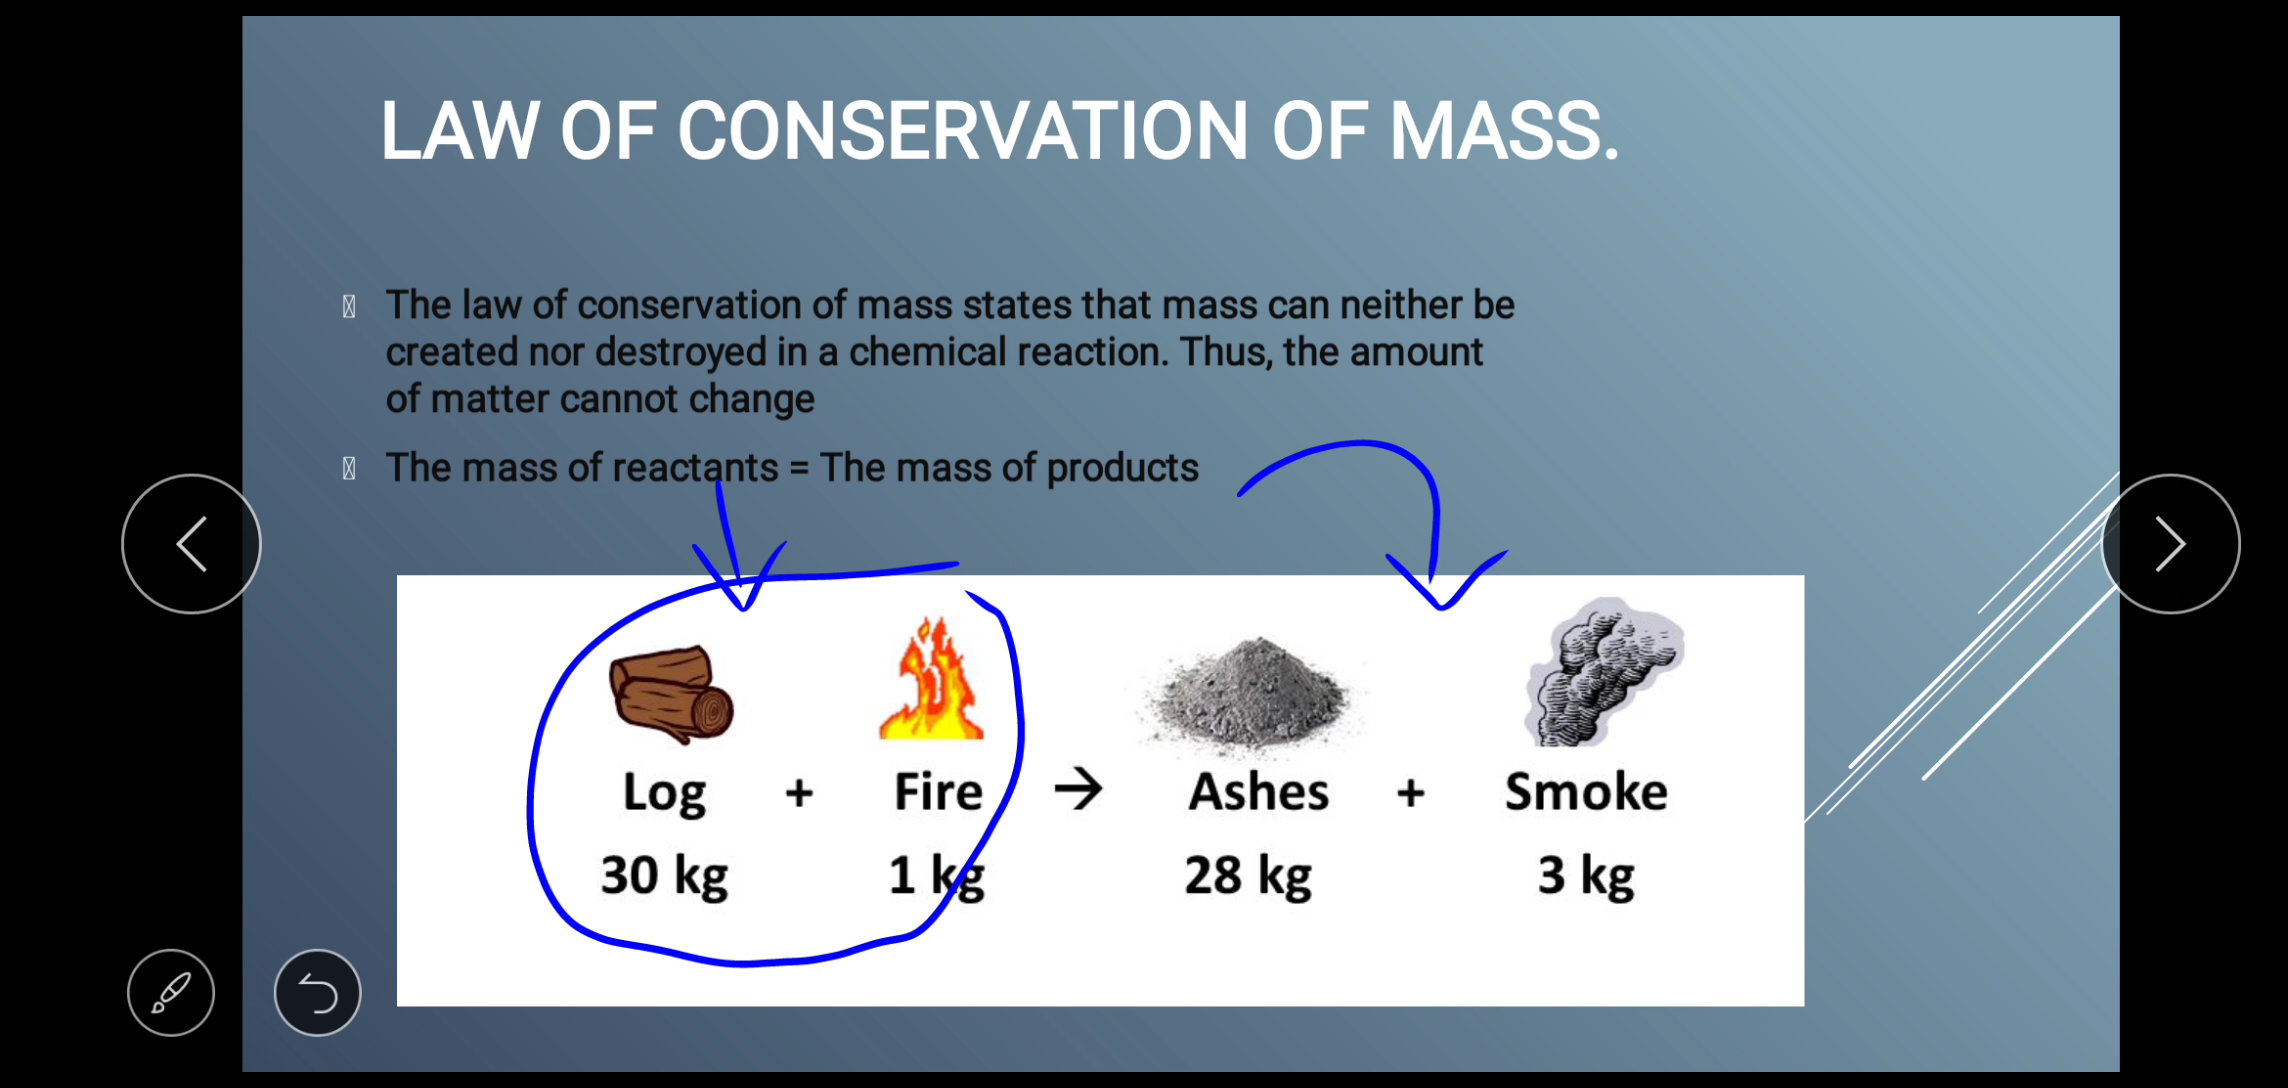 LAW OF CONSERVATION OF MASS.
The law of conservation of mass states that mass can neither be
created nor destroyed in a chemical reaction. Thus, the amount
of matter cannot change
The mass of reactants = The mass of products
Log + Fire → Ashes + Smoke
30 kg 1 kg 28 kg 3 kg